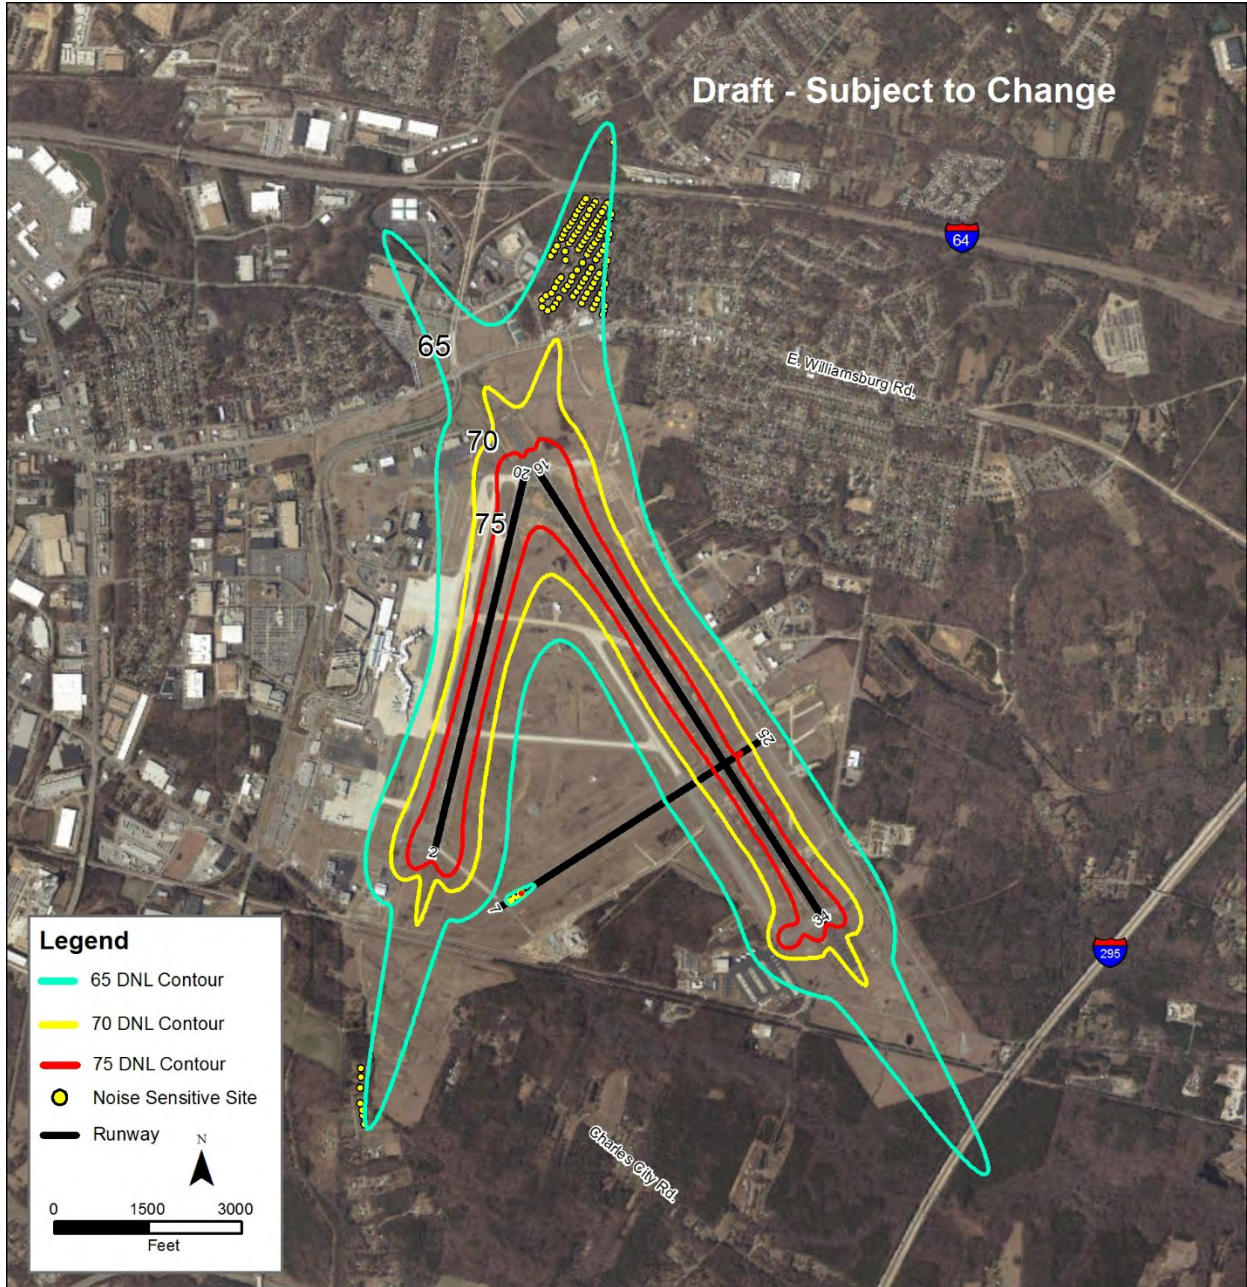 Draft - Subject to Change
64
65
E. Williamsburg Rd.
70
20
16
75
25
2
7
34
295
Charles City Rd.
Legend
65 DNL Contour
70 DNL Contour
75 DNL Contour
Noise Sensitive Site
Runway
N
0 1500 3000
Feet